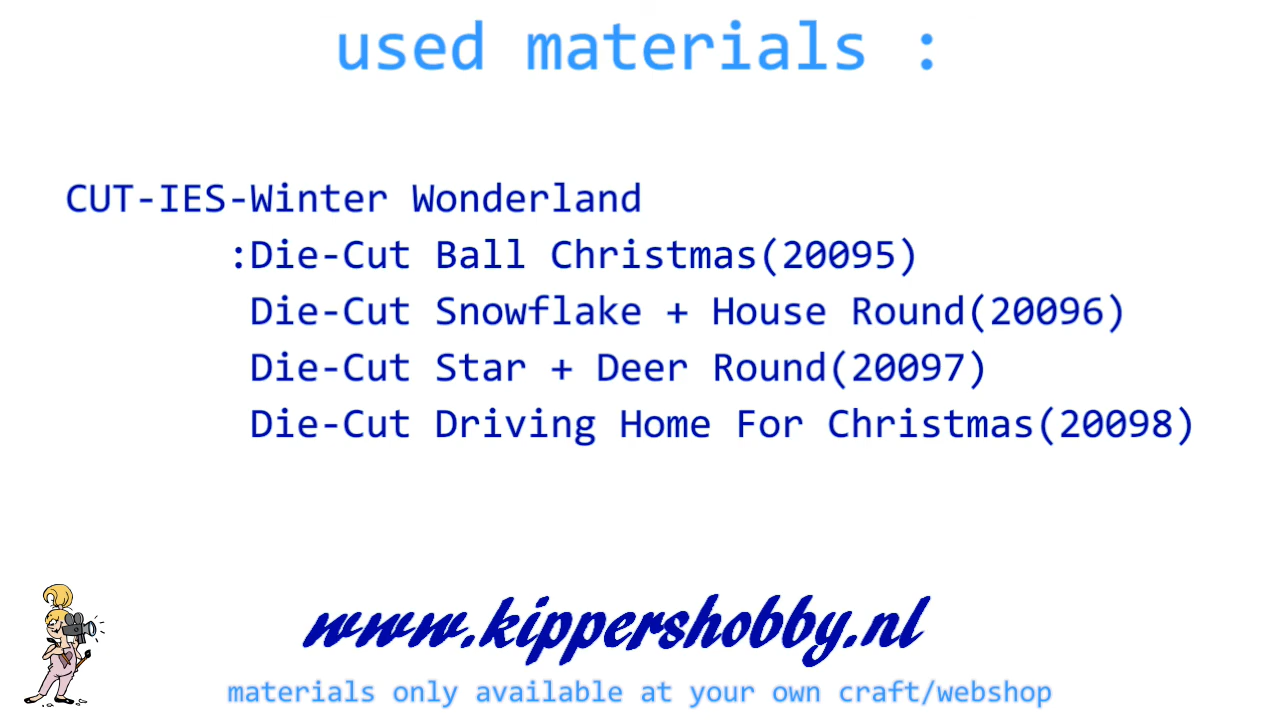 used materials :
CUT-IES-Winter Wonderland
:Die-Cut Ball Christmas(20095)
Die-Cut Snowflake + House Round(20096)
Die-Cut Star + Deer Round(20097)
Die-Cut Driving Home For Christmas(20098)
www.kippershobby.nl
materials only available at your own craft/webshop